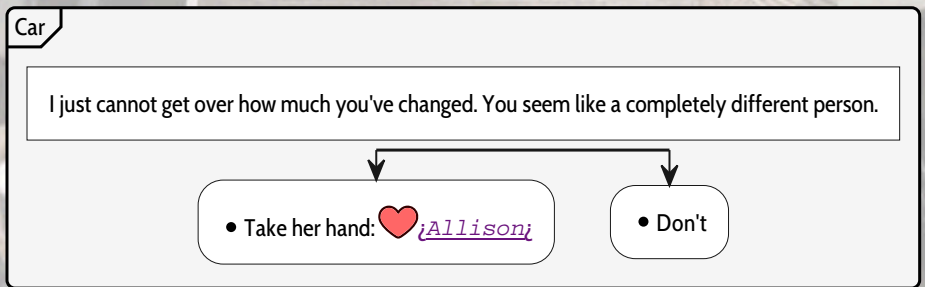 Car
I just cannot get over how much you've changed. You seem like a completely different person.
• Take her hand: ❤¿Allison¿
• Don't